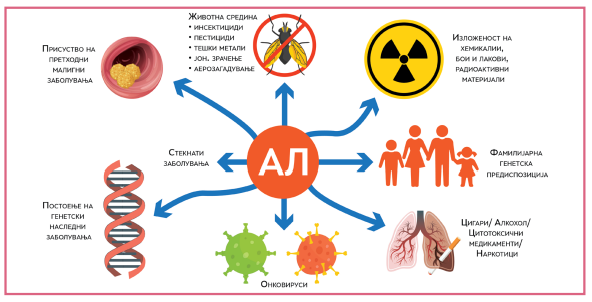 Присуство на
претходни
малигни
заболувања
Животна средина
• инсектициди
• пестициди
• тешки метали
• јон. зрачење
• аерозагадување
Изложеност на
хемикалии,
бои и лакови,
радиоактивни
материјали
Стекнати
заболувања
АЛ
Фамилијарна
генетска
предиспозиција
Постоење на
генетски
наследни
заболувања
Онковируси
Цигари/ Алкохол/
Цитотоксични
медикаменти/
Наркотици